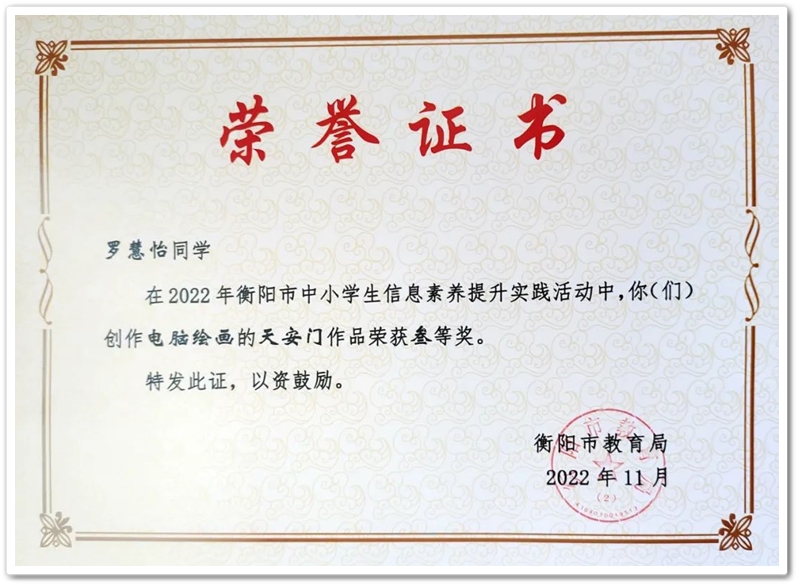 荣誉证书
罗慧怡同学
在2022年衡阳市中小学生信息素养提升实践活动中,你(们)
创作电脑绘画的天安门作品荣获叁等奖。
特发此证，以资鼓励。
衡阳市教育局
2022年11月
(2)